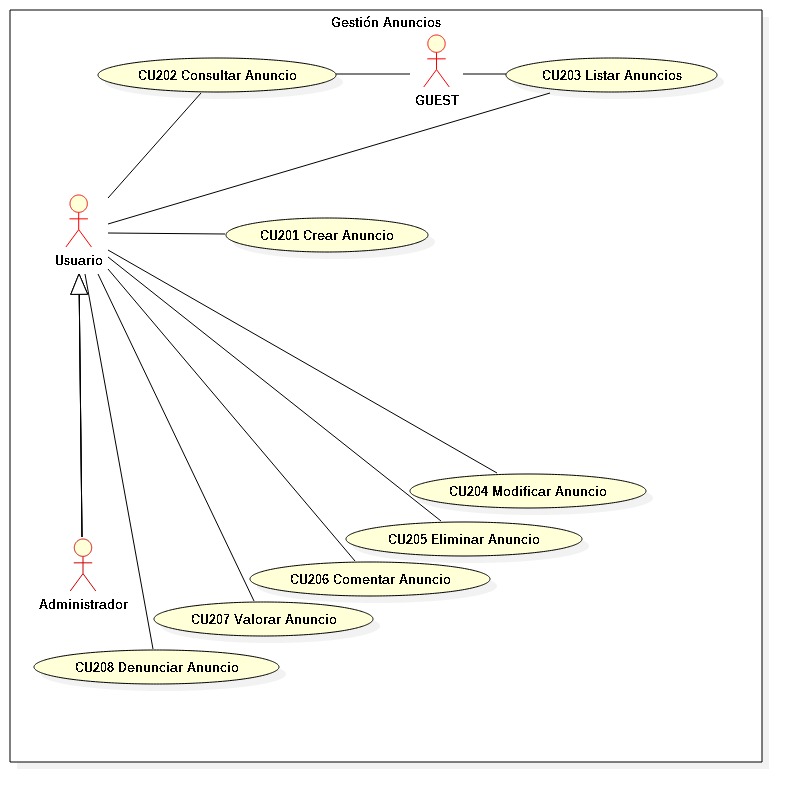 Gestión Anuncios
CU202 Consultar Anuncio
GUEST
CU203 Listar Anuncios
Usuario
CU201 Crear Anuncio
CU204 Modificar Anuncio
CU205 Eliminar Anuncio
CU206 Comentar Anuncio
Administrador
CU207 Valorar Anuncio
CU208 Denunciar Anuncio